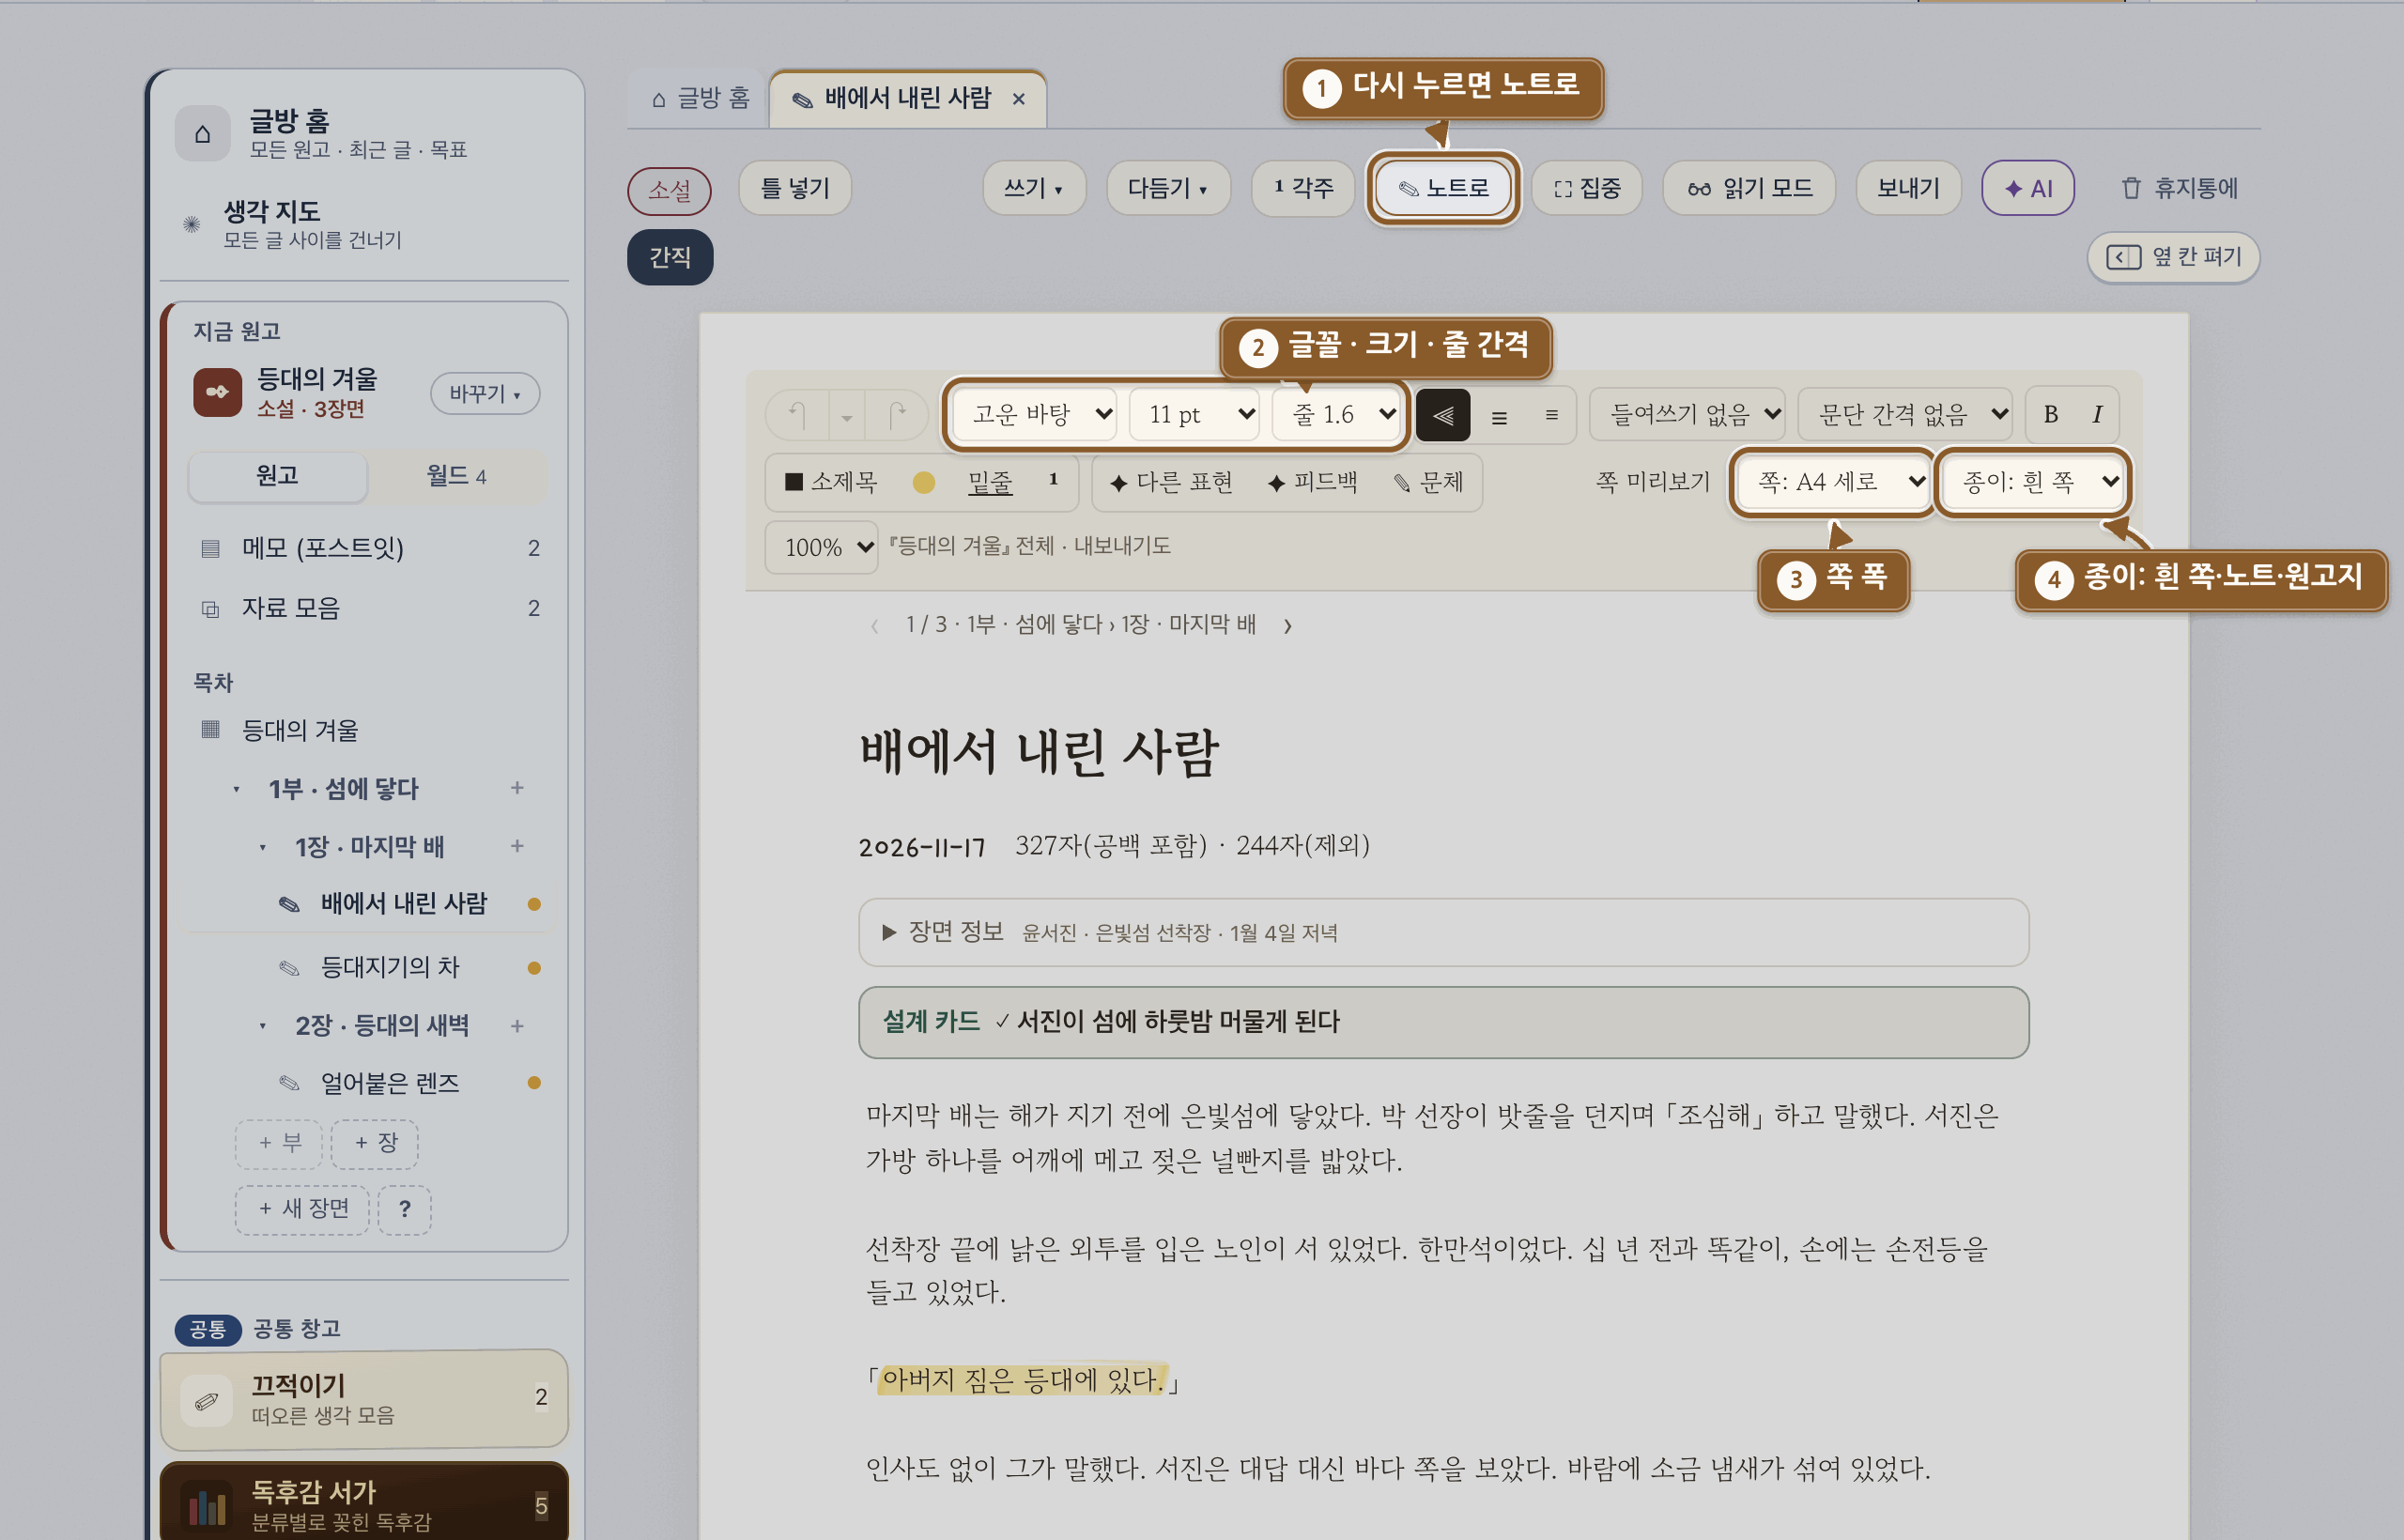 글방 홈
모든 원고 · 최근 글 · 목표
생각 지도
모든 글 사이를 건너기
지금 원고
등대의 겨울
소설 · 3장면
바꾸기 ▾
원고
월드 4
메모 (포스트잇) 2
자료 모음 2
목차
등대의 겨울
1부 · 섬에 닿다 +
1장 · 마지막 배 +
배에서 내린 사람
등대지기의 차
2장 · 등대의 새벽 +
얼어붙은 렌즈
+ 부
+ 장
+ 새 장면
?
공통 공통 창고
끄적이기 2
떠오른 생각 모음
독후감 서가 5
분류별로 꽂힌 독후감
글방 홈
배에서 내린 사람 ×
1 다시 누르면 노트로
소설
틀 넣기
쓰기 ▾
다듬기 ▾
1 각주
노트로
집중
읽기 모드
보내기
✦ AI
휴지통에
간직
옆 칸 펴기
2 글꼴 · 크기 · 줄 간격
고운 바탕
11 pt
줄 1.6
들여쓰기 없음
문단 간격 없음
B
I
소제목
밑줄
1
✦ 다른 표현
✦ 피드백
✎ 문체
쪽 미리보기
쪽: A4 세로
종이: 흰 쪽
100%
『등대의 겨울』 전체 · 내보내기도
3 쪽 폭
4 종이: 흰 쪽·노트·원고지
‹ 1 / 3 · 1부 · 섬에 닿다 › 1장 · 마지막 배 ›
배에서 내린 사람
2026-11-17 327자(공백 포함) · 244자(제외)
▶ 장면 정보 윤서진 · 은빛섬 선착장 · 1월 4일 저녁
설계 카드 ✓ 서진이 섬에 하룻밤 머물게 된다
마지막 배는 해가 지기 전에 은빛섬에 닿았다. 박 선장이 밧줄을 던지며 「조심해」 하고 말했다. 서진은
가방 하나를 어깨에 메고 젖은 널빤지를 밟았다.
선착장 끝에 낡은 외투를 입은 노인이 서 있었다. 한만석이었다. 십 년 전과 똑같이, 손에는 손전등을
들고 있었다.
「아버지 짐은 등대에 있다.」
인사도 없이 그가 말했다. 서진은 대답 대신 바다 쪽을 보았다. 바람에 소금 냄새가 섞여 있었다.